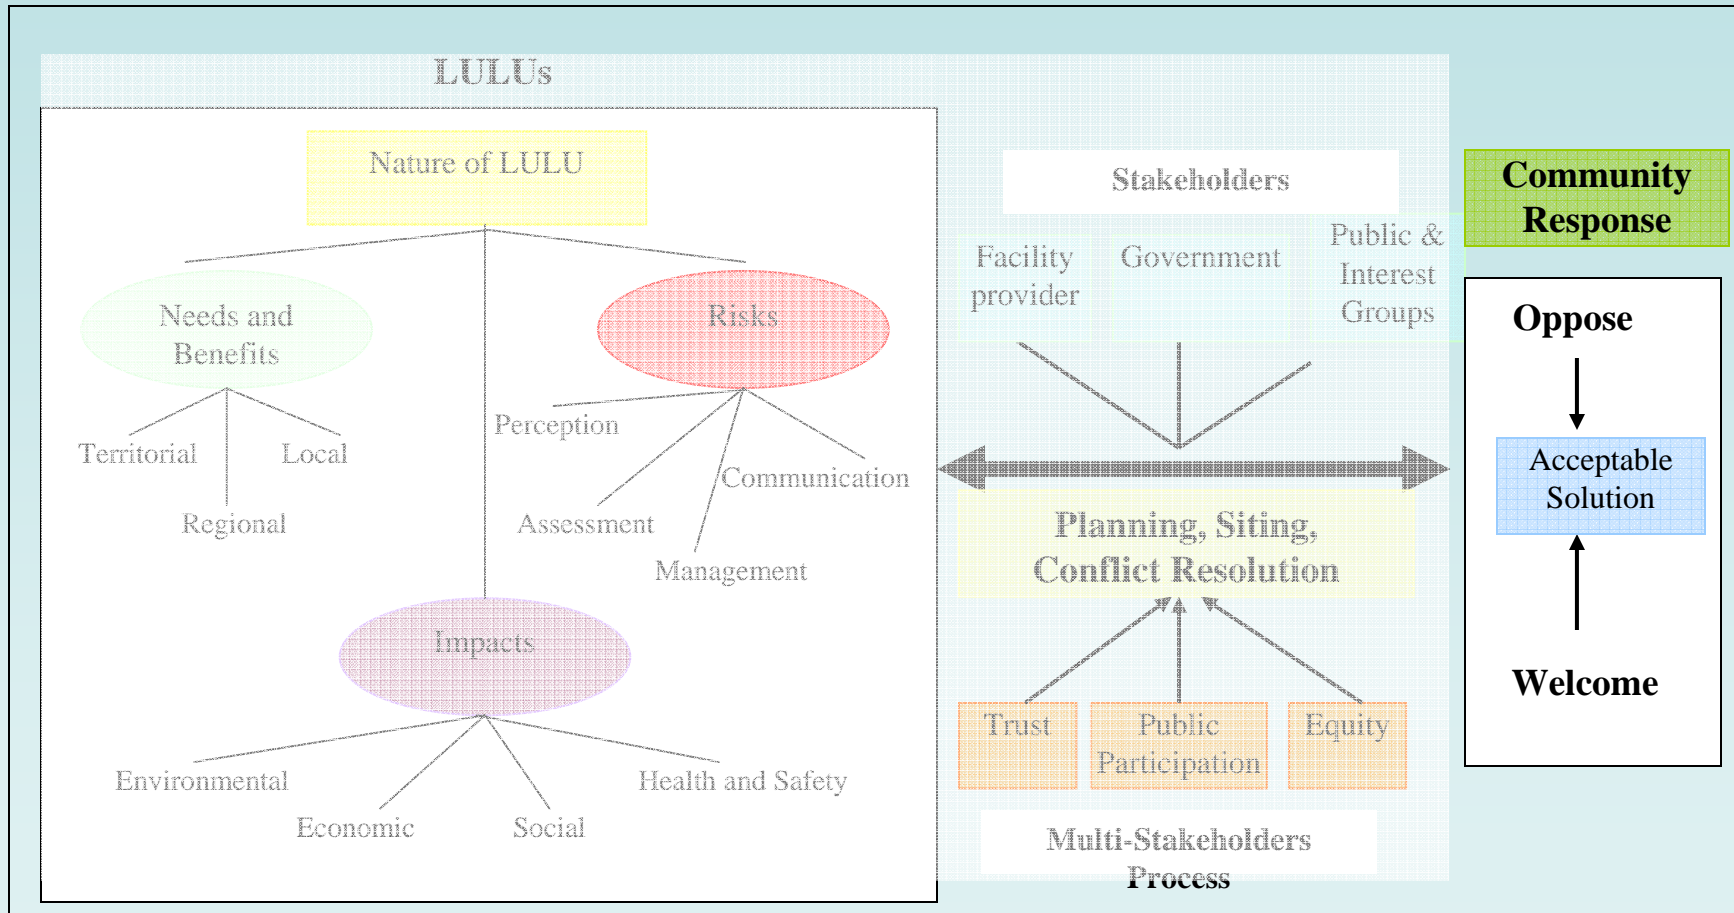 LULUs
Nature of LULU
Needs and
Benefits
Risks
Territorial
Local
Regional
Perception
Communication
Assessment
Management
Impacts
Environmental
Health and Safety
Economic
Social
Stakeholders
Facility
provider
Government
Public &
Interest
Groups
Planning, Siting,
Conflict Resolution
Trust
Public
Participation
Equity
Multi-Stakeholders
Process
Community
Response
Oppose
Acceptable
Solution
Welcome